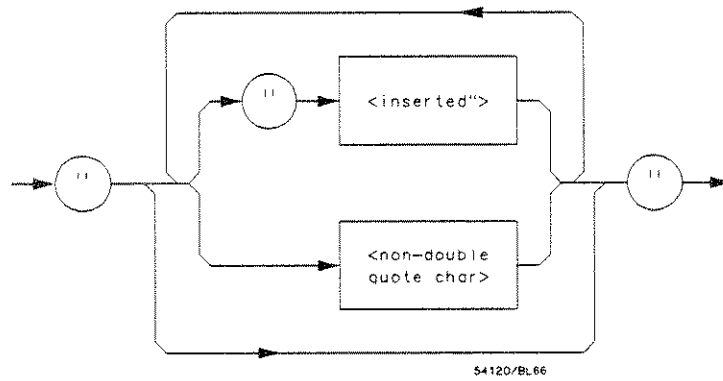 "
<inserted">
"
"
<non-double
quote char>
54120/BL66